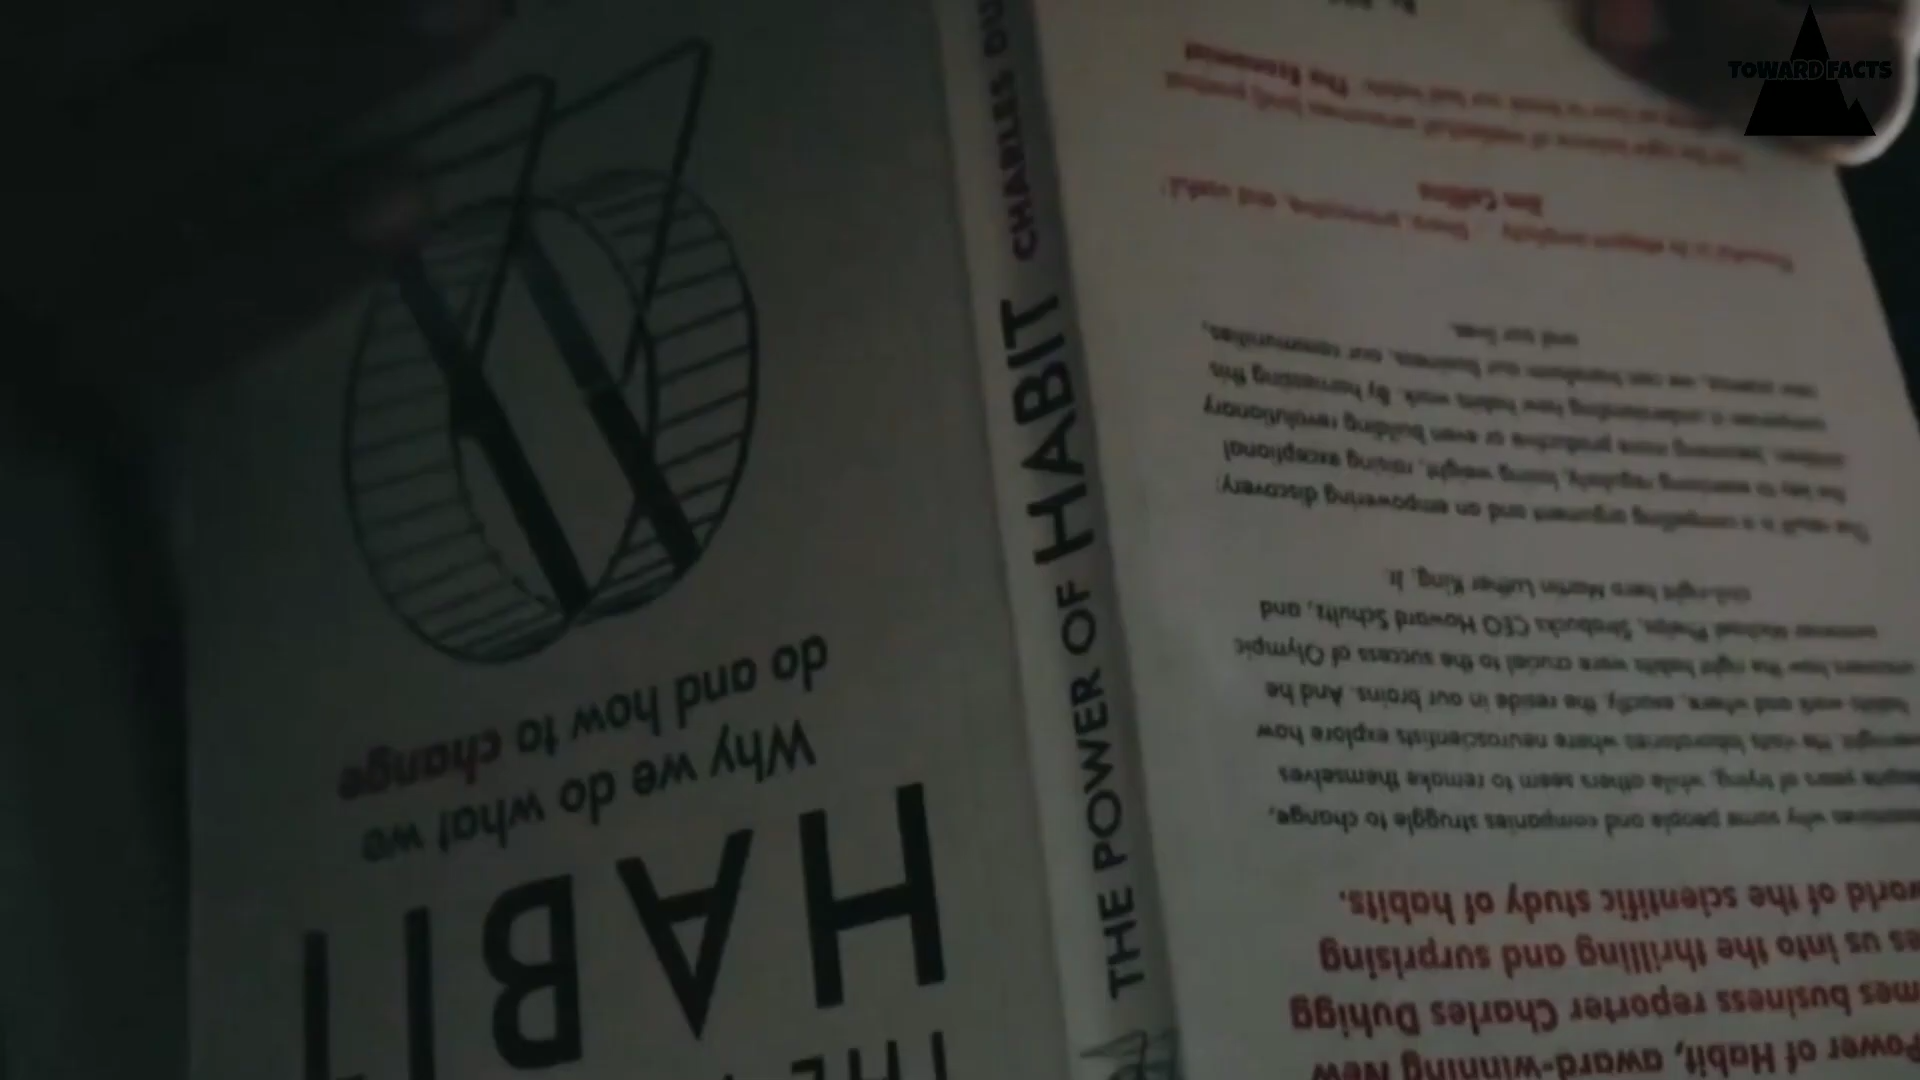 TOWARD FACTS
THE
HABIT
Why we do what we
do and how to change
THE POWER OF HABIT CHARLES DU
Power of Habit, award-winning New
mes business reporter Charles Duhigg
es us into the thrilling and surprising
world of the scientific study of habits.
why some people and companies struggle to change,
years of trying, while others seem to remake themselves
He visits laboratories where neuroscientists explore how
habits work and where, exactly, the reside in our brains. And he
how the right habits were crucial to the success of Olympic
swimmer Michael Phelps, Starbucks CEO Howard Schultz, and
civil-right hero Martin Luther King, Jr.
The result is a compelling argument and an empowering discovery:
the key to exercising regularly, losing weight, raising exceptional
children, becoming more productive or even building revolutionary
companies is understanding how habits work. By harnessing this
new science, we can transform our business, our communities,
and our lives.
Jim Collins
The Economist